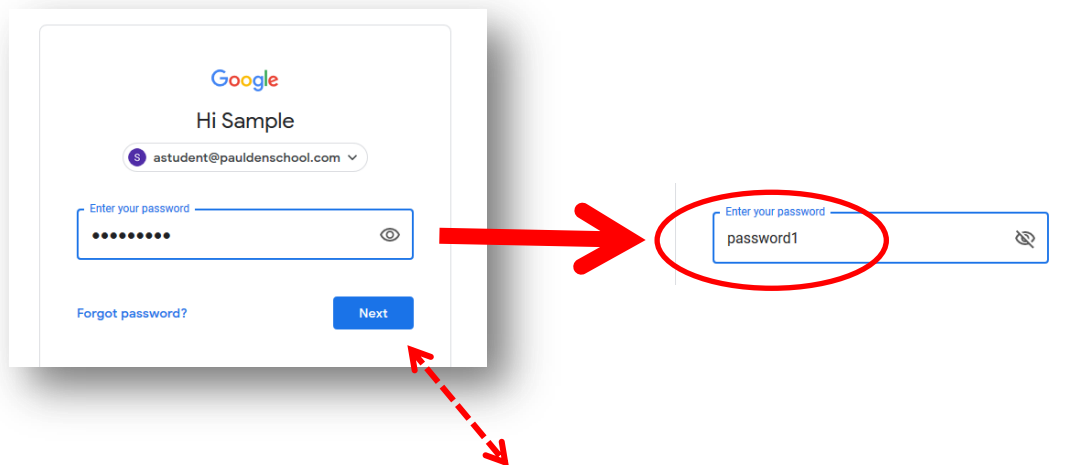 Google
Hi Sample
S astudent@pauldenschool.com
Enter your password
•••••••••
Forgot password?
Next
Enter your password
password1